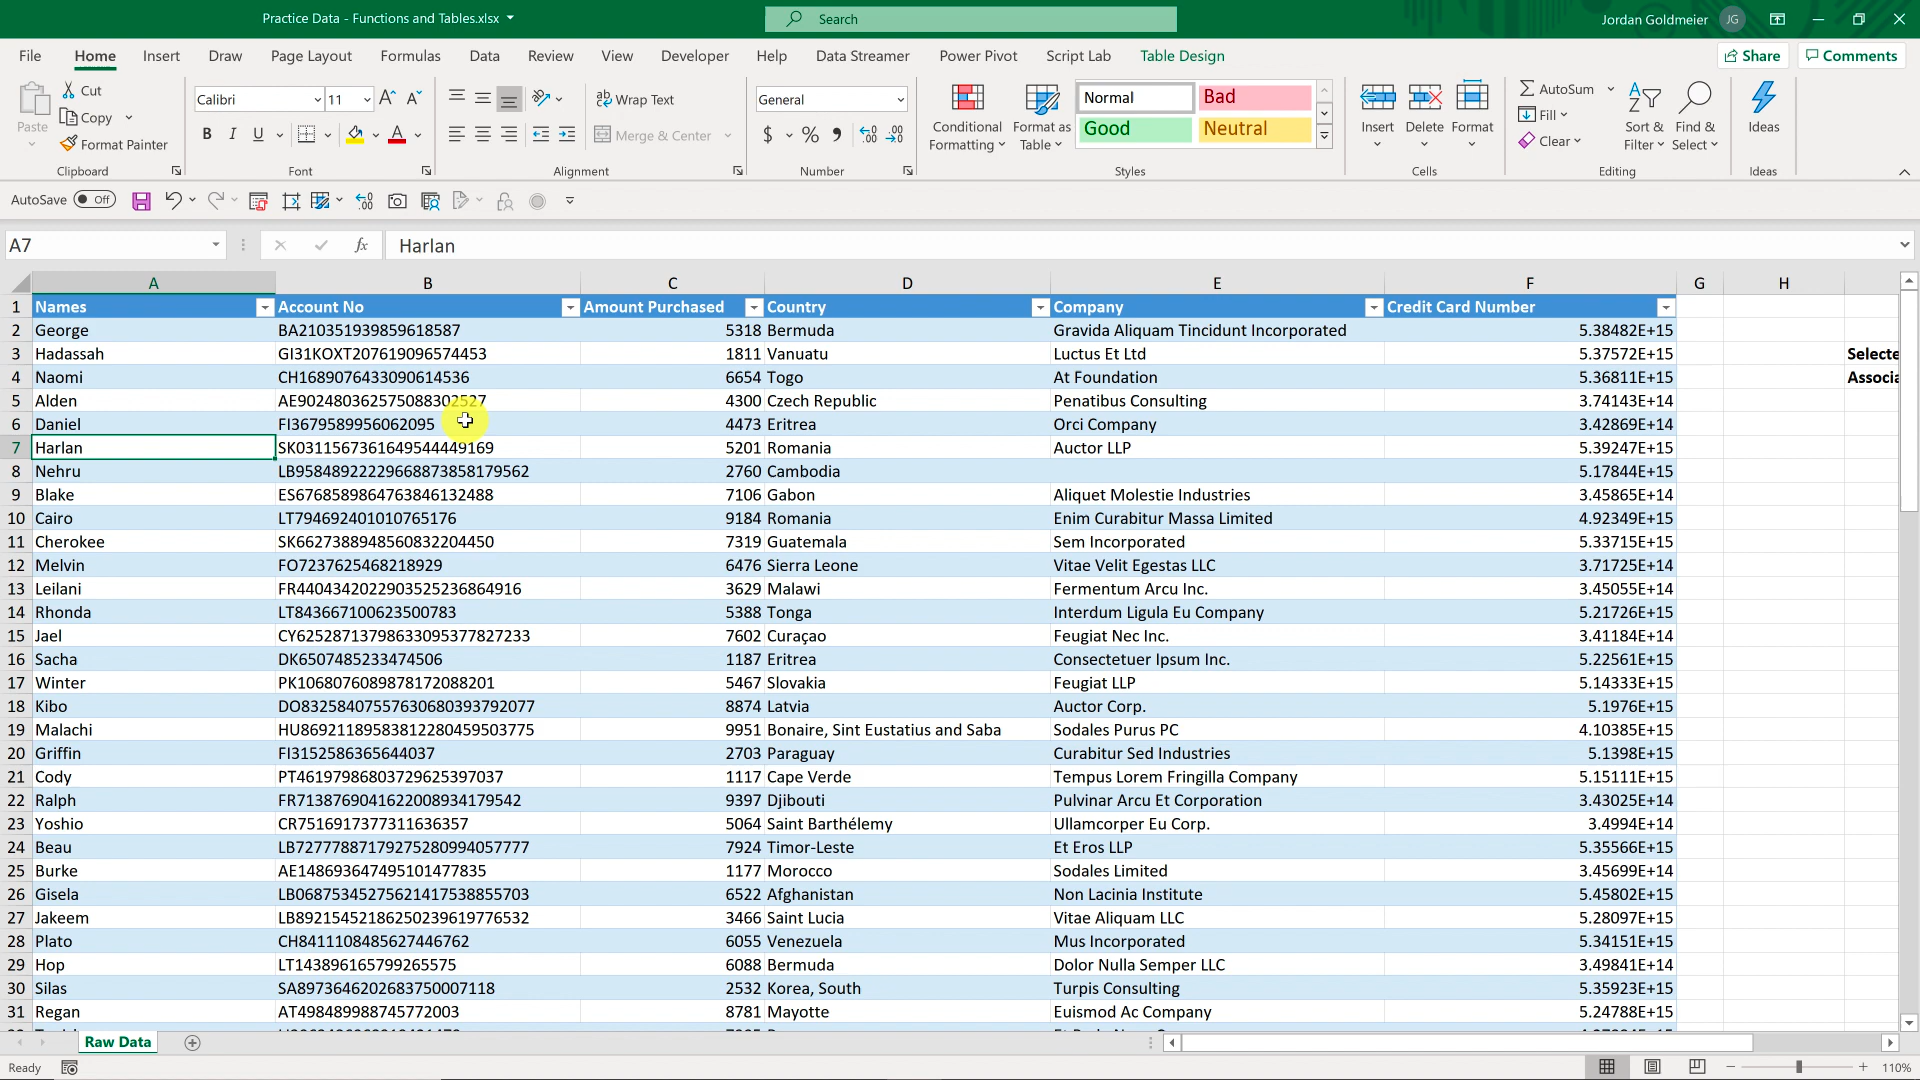 Practice Data - Functions and Tables.xlsx
Search
Jordan Goldmeier JG
File Home Insert Draw Page Layout Formulas Data Review View Developer Help Data Streamer Power Pivot Script Lab Table Design Share Comments
Paste Cut Copy Format Painter Clipboard
Calibri 11 B I U Font
Wrap Text Merge & Center Alignment
General $ % Number
Conditional Formatting Format as Table Normal Bad Good Neutral Styles
Insert Delete Format Cells
AutoSum Fill Clear Sort & Filter Find & Select Editing
Ideas Ideas
AutoSave Off
A7 fx Harlan
A B C D E F G H
1 Names Account No Amount Purchased Country Company Credit Card Number
2 George BA210351939859618587 5318 Bermuda Gravida Aliquam Tincidunt Incorporated 5.38482E+15
3 Hadassah GI31KOXT207619096574453 1811 Vanuatu Luctus Et Ltd 5.37572E+15 Selecte
4 Naomi CH1689076433090614536 6654 Togo At Foundation 5.36811E+15 Associa
5 Alden AE902480362575088302527 4300 Czech Republic Penatibus Consulting 3.74143E+14
6 Daniel FI3679589956062095 4473 Eritrea Orci Company 3.42869E+14
7 Harlan SK0311567361649544449169 5201 Romania Auctor LLP 5.39247E+15
8 Nehru LB95848922229668873858179562 2760 Cambodia 5.17844E+15
9 Blake ES6768589864763846132488 7106 Gabon Aliquet Molestie Industries 3.45865E+14
10 Cairo LT794692401010765176 9184 Romania Enim Curabitur Massa Limited 4.92349E+15
11 Cherokee SK6627388948560832204450 7319 Guatemala Sem Incorporated 5.33715E+15
12 Melvin FO7237625468218929 6476 Sierra Leone Vitae Velit Egestas LLC 3.71725E+14
13 Leilani FR4404342022903525236864916 3629 Malawi Fermentum Arcu Inc. 3.45055E+14
14 Rhonda LT843667100623500783 5388 Tonga Interdum Ligula Eu Company 5.21726E+15
15 Jael CY62528713798633095377827233 7602 Curaçao Feugiat Nec Inc. 3.41184E+14
16 Sacha DK6507485233474506 1187 Eritrea Consectetuer Ipsum Inc. 5.22561E+15
17 Winter PK1068076089878172088201 5467 Slovakia Feugiat LLP 5.14333E+15
18 Kibo DO83258407557630680393792077 8874 Latvia Auctor Corp. 5.1976E+15
19 Malachi HU86921189583812280459503775 9951 Bonaire, Sint Eustatius and Saba Sodales Purus PC 4.10385E+15
20 Griffin FI3152586365644037 2703 Paraguay Curabitur Sed Industries 5.1398E+15
21 Cody PT46197986803729625397037 1117 Cape Verde Tempus Lorem Fringilla Company 5.15111E+15
22 Ralph FR7138769041622008934179542 9397 Djibouti Pulvinar Arcu Et Corporation 3.43025E+14
23 Yoshio CR7516917377311636357 5064 Saint Barthélemy Ullamcorper Eu Corp. 3.4994E+14
24 Beau LB72777887179275280994057777 7924 Timor-Leste Et Eros LLP 5.35566E+15
25 Burke AE148693647495101477835 1177 Morocco Sodales Limited 3.45699E+14
26 Gisela LB06875345275621417538855703 6522 Afghanistan Non Lacinia Institute 5.45802E+15
27 Jakeem LB89215452186250239619776532 3466 Saint Lucia Vitae Aliquam LLC 5.28097E+15
28 Plato CH8411108485627446762 6055 Venezuela Mus Incorporated 5.34151E+15
29 Hop LT143896165799265575 6088 Bermuda Dolor Nulla Semper LLC 3.49841E+14
30 Silas SA8973646202683750007118 2532 Korea, South Turpis Consulting 5.35923E+15
31 Regan AT498489988745772003 8781 Mayotte Euismod Ac Company 5.24788E+15
Raw Data
Ready 110%